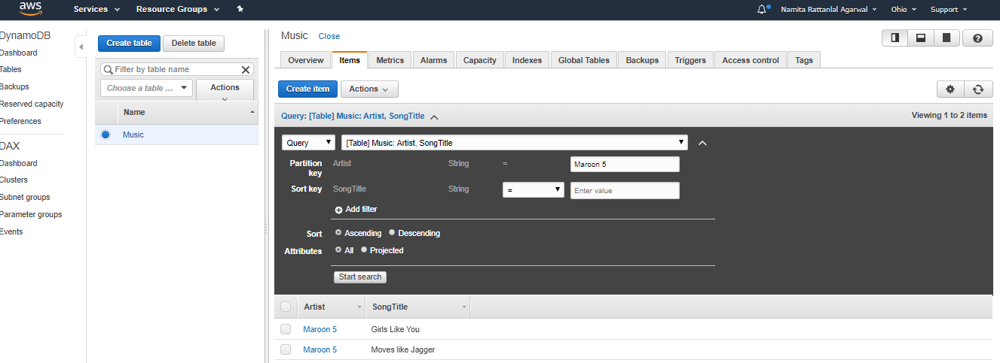 aws
Services
Resource Groups
Namita Rattanlal Agarwal
Ohio
Support
DynamoDB
Dashboard
Tables
Backups
Reserved capacity
Preferences
DAX
Dashboard
Clusters
Subnet groups
Parameter groups
Events
Create table
Delete table
Filter by table name
Choose a table ...
Actions
Name
Music
Music
Close
Overview
Items
Metrics
Alarms
Capacity
Indexes
Global Tables
Backups
Triggers
Access control
Tags
Create item
Actions
Query: [Table] Music: Artist, SongTitle
Viewing 1 to 2 items
Query
[Table] Music: Artist, SongTitle
Partition key
Artist
String
=
Maroon 5
Sort key
SongTitle
String
=
Enter value
Add filter
Sort
Ascending
Descending
Attributes
All
Projected
Start search
Artist
SongTitle
Maroon 5
Girls Like You
Maroon 5
Moves like Jagger